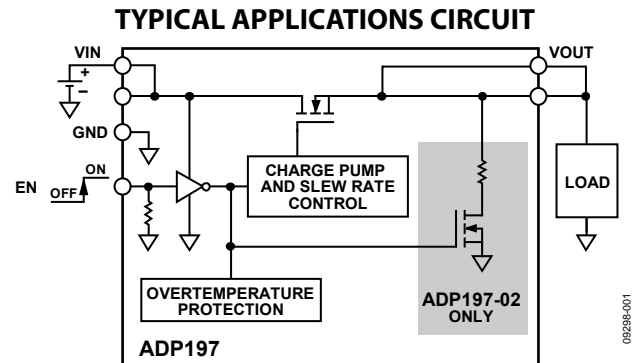 TYPICAL APPLICATIONS CIRCUIT
VIN
VOUT
+
–
GND
EN
ON
OFF
CHARGE PUMP
AND SLEW RATE
CONTROL
LOAD
OVERTEMPERATURE
PROTECTION
ADP197-02
ONLY
ADP197
09298-001